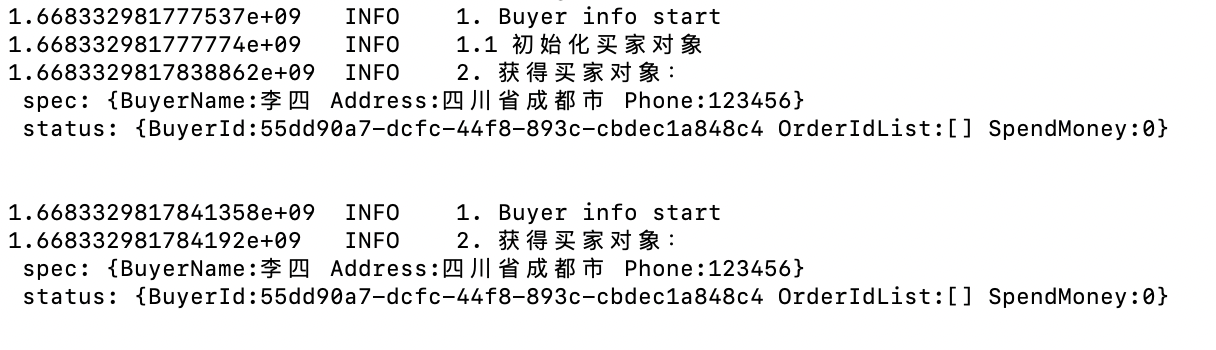 1.668332981777537e+09 INFO 1. Buyer info start
1.668332981777774e+09 INFO 1.1 初始化买家对象
1.6683329817838862e+09 INFO 2. 获得买家对象：
spec: {BuyerName:李四 Address:四川省成都市 Phone:123456}
status: {BuyerId:55dd90a7-dcfc-44f8-893c-cbdec1a848c4 OrderIdList:[] SpendMoney:0}
1.6683329817841358e+09 INFO 1. Buyer info start
1.668332981784192e+09 INFO 2. 获得买家对象：
spec: {BuyerName:李四 Address:四川省成都市 Phone:123456}
status: {BuyerId:55dd90a7-dcfc-44f8-893c-cbdec1a848c4 OrderIdList:[] SpendMoney:0}